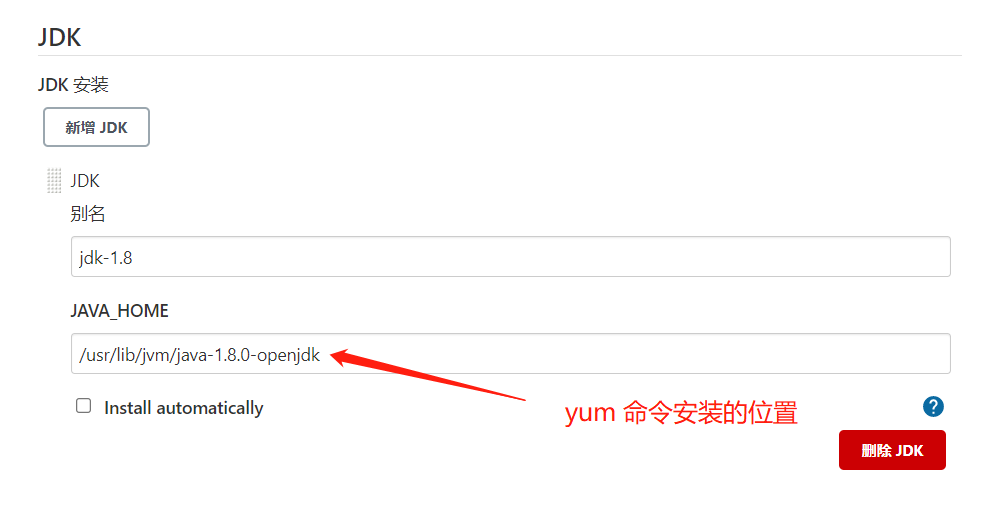 JDK
JDK 安装
新增 JDK
JDK
别名
jdk-1.8
JAVA_HOME
/usr/lib/jvm/java-1.8.0-openjdk
Install automatically
yum 命令安装的位置
?
删除 JDK